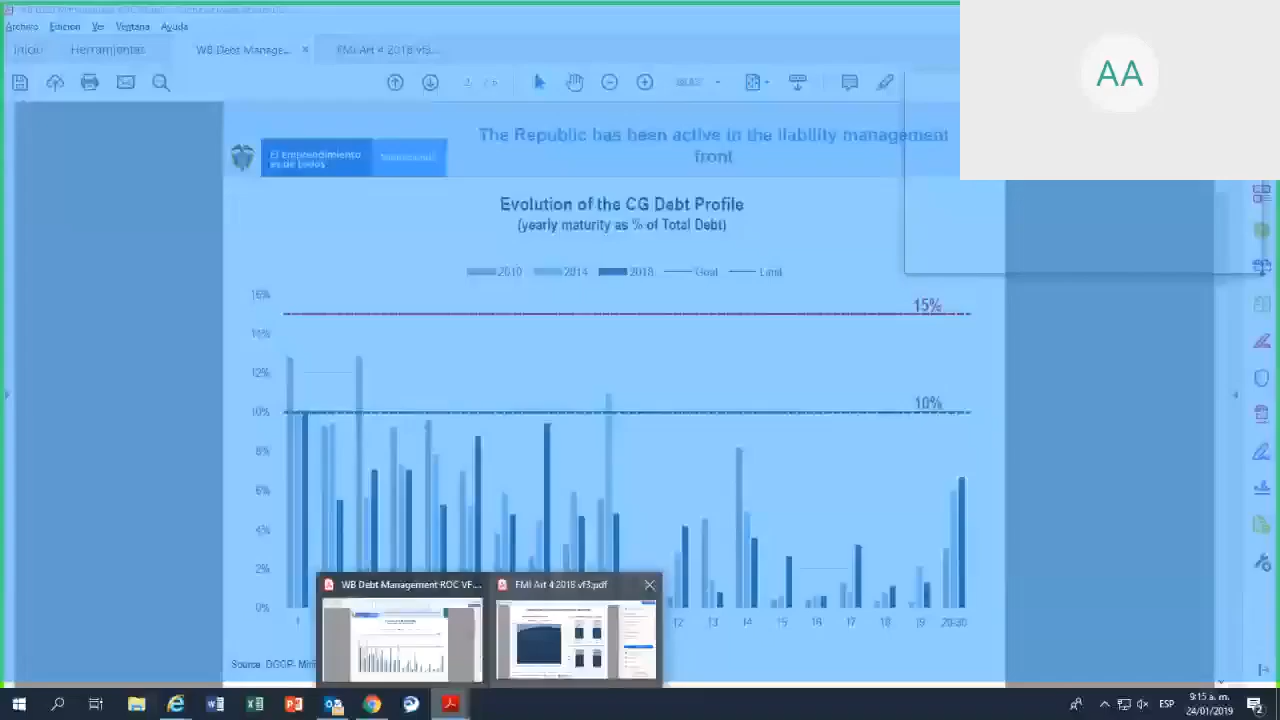 Archivo Edición Ver Ventana Ayuda
Inicio Herramientas WB Debt Manage... × FMI Art 4 2018 vf3....
AA
The Republic has been active in the liability management
front
El emprendimiento
es de todos
Evolution of the CG Debt Profile
(yearly maturity as % of Total Debt)
2010 2014 2018 Goal Limit
16%
15%
14%
12%
10%
10%
8%
6%
4%
2%
0%
1 12 13 14 15 16 17 18 19 20-30
WB Debt Management ROC VF... FMI Art 4 2018 vf3.pdf
Source: DGCP- Min
ESP
9:15 a. m.
24/01/2019